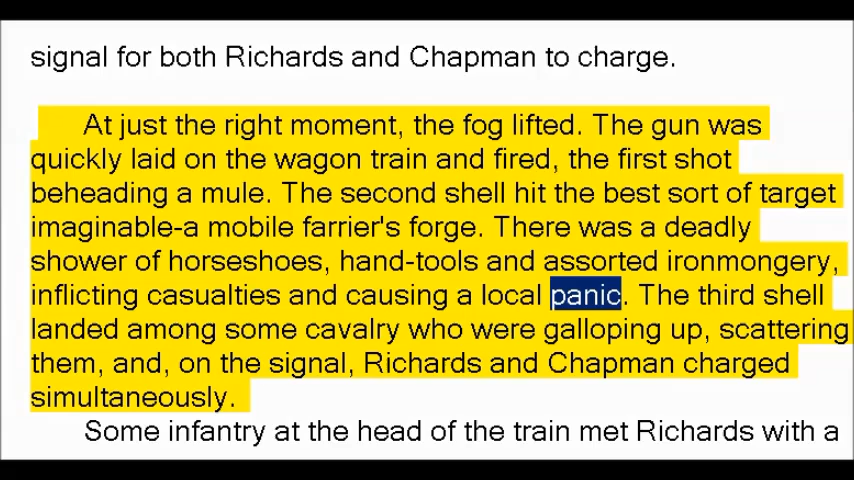 signal for both Richards and Chapman to charge.
At just the right moment, the fog lifted. The gun was
quickly laid on the wagon train and fired, the first shot
beheading a mule. The second shell hit the best sort of target
imaginable-a mobile farrier's forge. There was a deadly
shower of horseshoes, hand-tools and assorted ironmongery,
inflicting casualties and causing a local panic. The third shell
landed among some cavalry who were galloping up, scattering
them, and, on the signal, Richards and Chapman charged
simultaneously.
Some infantry at the head of the train met Richards with a